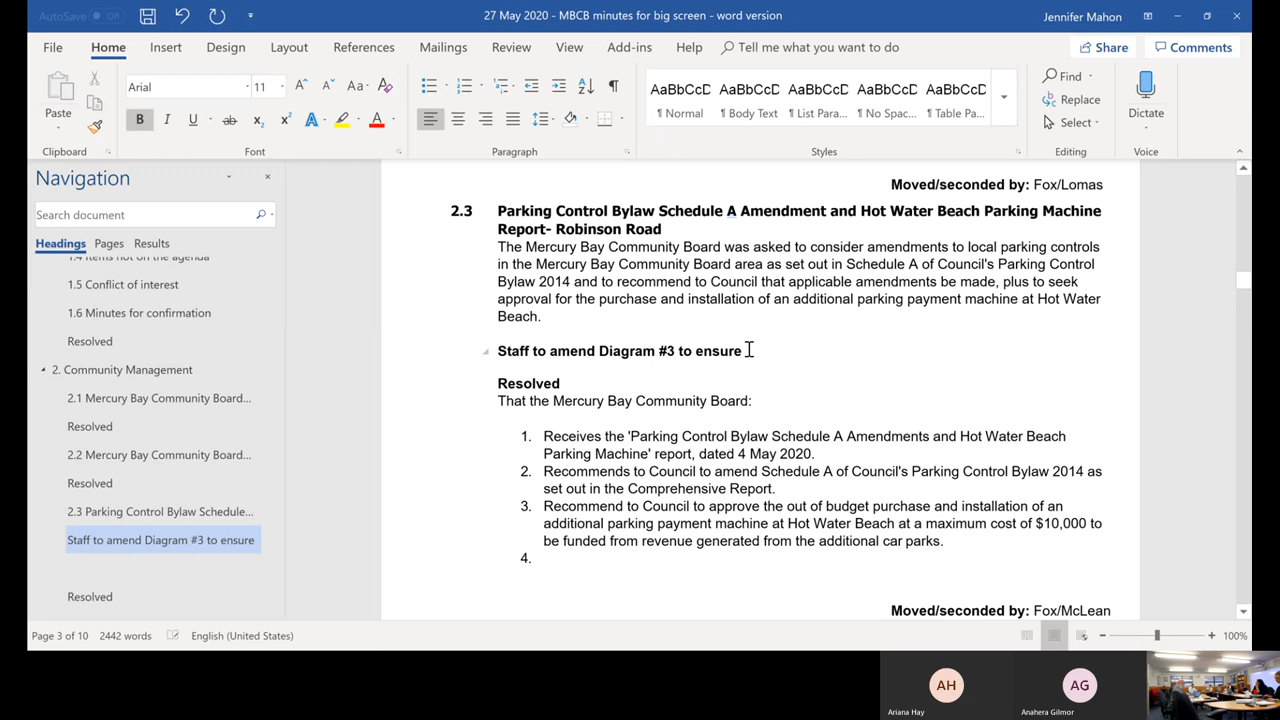 AutoSave Off
27 May 2020 - MBCB minutes for big screen - word version
Jennifer Mahon
File Home Insert Design Layout References Mailings Review View Add-ins Help Tell me what you want to do Share Comments
Paste
Clipboard
Arial 11
Aa
B I U ab x₂ x² A A
Font
Paragraph
AaBbCcD AaBbCcD AaBbCcD AaBbCcD AaBbCcD
¶ Normal ¶ Body Text ¶ List Para... ¶ No Spac... ¶ Table Pa...
Styles
Find
Replace
Select
Editing
Dictate
Voice
Navigation
Search document
Headings Pages Results
1.4 Items not on the agenda
1.5 Conflict of interest
1.6 Minutes for confirmation
Resolved
2. Community Management
2.1 Mercury Bay Community Board...
Resolved
2.2 Mercury Bay Community Board...
Resolved
2.3 Parking Control Bylaw Schedule...
Staff to amend Diagram #3 to ensure
Resolved
Moved/seconded by: Fox/Lomas
2.3 Parking Control Bylaw Schedule A Amendment and Hot Water Beach Parking Machine
Report- Robinson Road
The Mercury Bay Community Board was asked to consider amendments to local parking controls
in the Mercury Bay Community Board area as set out in Schedule A of Council's Parking Control
Bylaw 2014 and to recommend to Council that applicable amendments be made, plus to seek
approval for the purchase and installation of an additional parking payment machine at Hot Water
Beach.
Staff to amend Diagram #3 to ensure
Resolved
That the Mercury Bay Community Board:
1. Receives the 'Parking Control Bylaw Schedule A Amendments and Hot Water Beach
Parking Machine' report, dated 4 May 2020.
2. Recommends to Council to amend Schedule A of Council's Parking Control Bylaw 2014 as
set out in the Comprehensive Report.
3. Recommend to Council to approve the out of budget purchase and installation of an
additional parking payment machine at Hot Water Beach at a maximum cost of $10,000 to
be funded from revenue generated from the additional car parks.
4.
Moved/seconded by: Fox/McLean
Page 3 of 10 2442 words English (United States) 100%
AH
Ariana Hay
AG
Anahera Gilmor